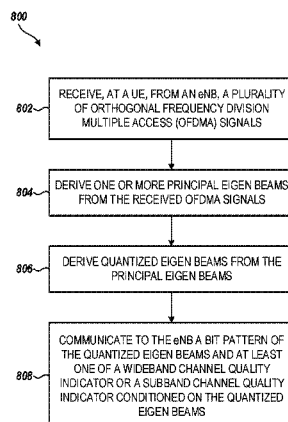 800
802
RECEIVE, AT A UE, FROM AN eNB, A PLURALITY
OF ORTHOGONAL FREQUENCY DIVISION
MULTIPLE ACCESS (OFDMA) SIGNALS
804
DERIVE ONE OR MORE PRINCIPAL EIGEN BEAMS
FROM THE RECEIVED OFDMA SIGNALS
806
DERIVE QUANTIZED EIGEN BEAMS FROM THE
PRINCIPAL EIGEN BEAMS
808
COMMUNICATE TO THE eNB A BIT PATTERN OF
THE QUANTIZED EIGEN BEAMS AND AT LEAST
ONE OF A WIDEBAND CHANNEL QUALITY
INDICATOR OR A SUBBAND CHANNEL QUALITY
INDICATOR CONDITIONED ON THE QUANTIZED
EIGEN BEAMS